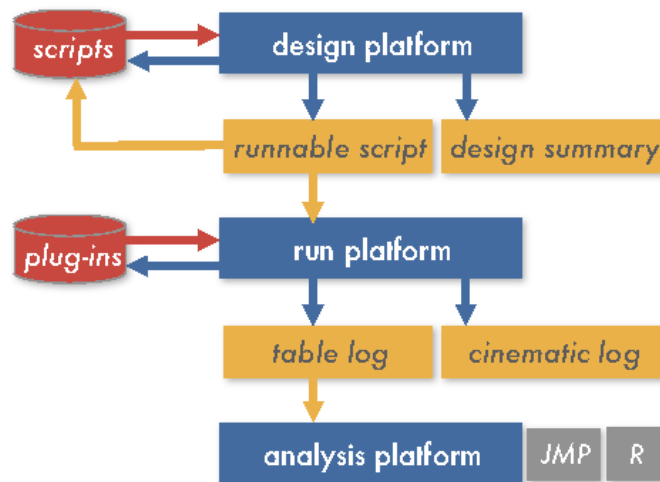 scripts
design platform
runnable script
design summary
plug-ins
run platform
table log
cinematic log
analysis platform
JMP
R